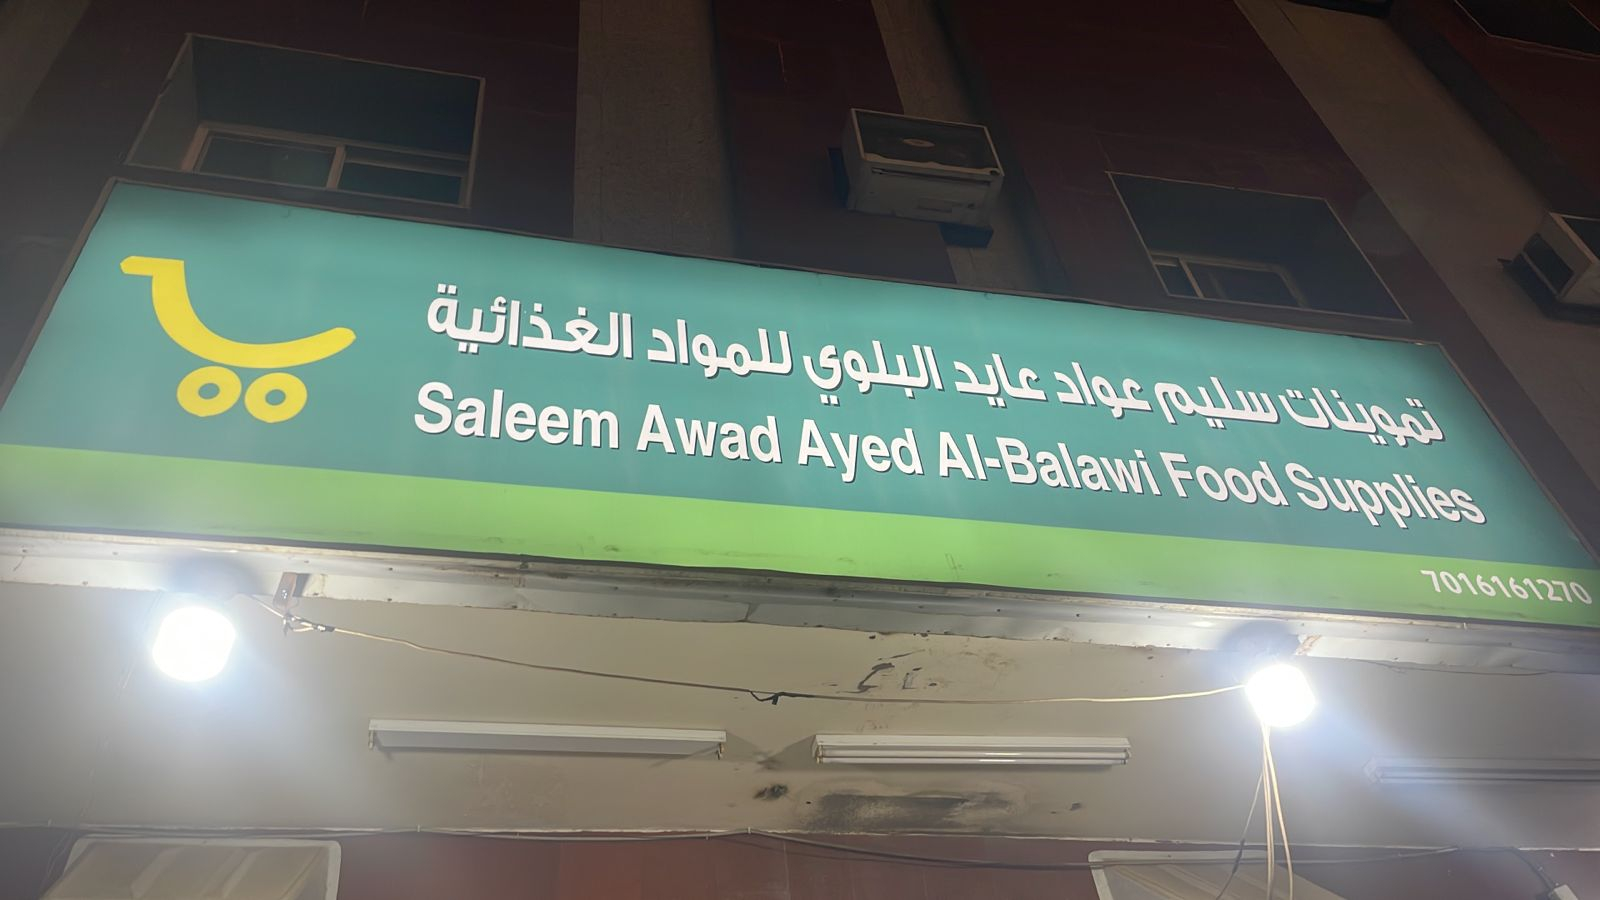 تموينات سليم عواد عايد البلوي للمواد الغذائية
Saleem Awad Ayed Al-Balawi Food Supplies
7016161270